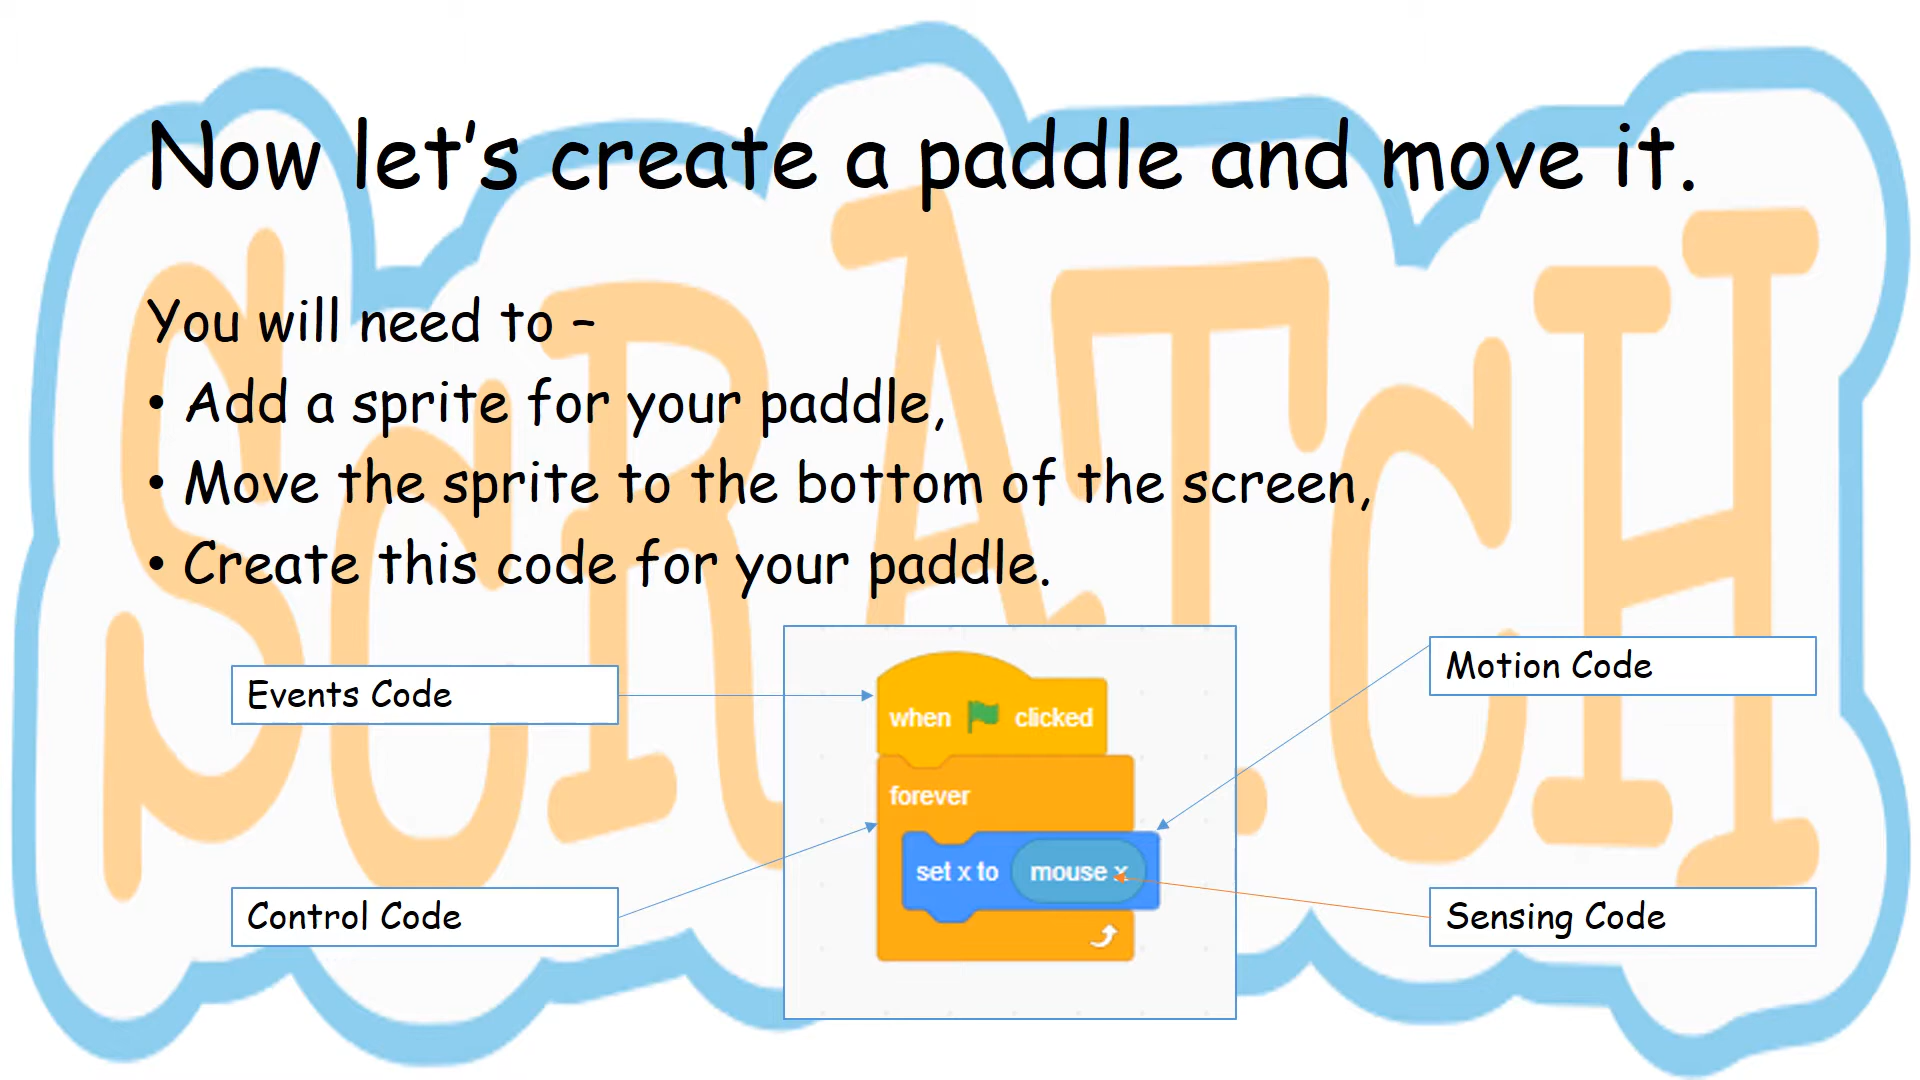 Now let's create a paddle and move it.
You will need to –
• Add a sprite for your paddle,
• Move the sprite to the bottom of the screen,
• Create this code for your paddle.
Events Code
Motion Code
when clicked
forever
set x to mouse x
Control Code
Sensing Code
SCRATCH